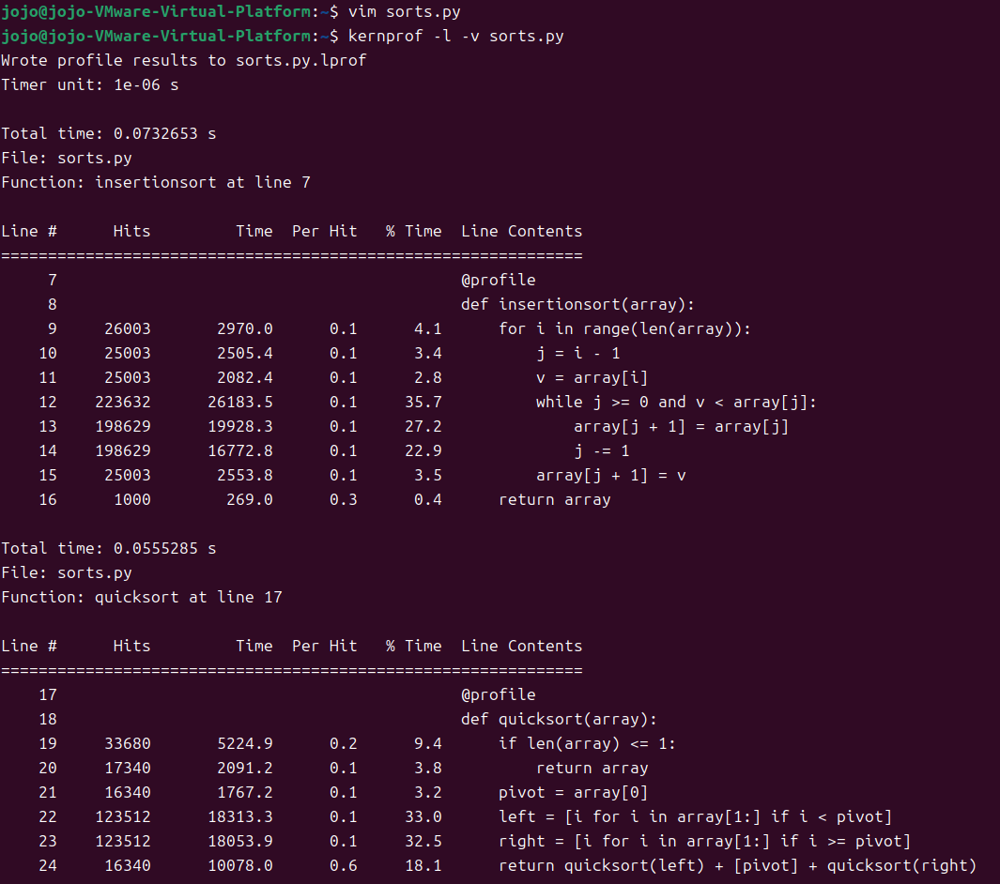 jojo@jojo-VMware-Virtual-Platform:~$ vim sorts.py
jojo@jojo-VMware-Virtual-Platform:~$ kernprof -l -v sorts.py
Wrote profile results to sorts.py.lprof
Timer unit: 1e-06 s

Total time: 0.0732653 s
File: sorts.py
Function: insertionsort at line 7

Line #      Hits         Time  Per Hit   % Time  Line Contents
==============================================================
     7                                           @profile
     8                                           def insertionsort(array):
     9     26003       2970.0      0.1      4.1      for i in range(len(array)):
    10     25003       2505.4      0.1      3.4          j = i - 1
    11     25003       2082.4      0.1      2.8          v = array[i]
    12    223632      26183.5      0.1     35.7          while j >= 0 and v < array[j]:
    13    198629      19928.3      0.1     27.2              array[j + 1] = array[j]
    14    198629      16772.8      0.1     22.9              j -= 1
    15     25003       2553.8      0.1      3.5          array[j + 1] = v
    16      1000        269.0      0.3      0.4      return array

Total time: 0.0555285 s
File: sorts.py
Function: quicksort at line 17

Line #      Hits         Time  Per Hit   % Time  Line Contents
==============================================================
    17                                           @profile
    18                                           def quicksort(array):
    19     33680       5224.9      0.2      9.4      if len(array) <= 1:
    20     17340       2091.2      0.1      3.8          return array
    21     16340       1767.2      0.1      3.2      pivot = array[0]
    22    123512      18313.3      0.1     33.0      left = [i for i in array[1:] if i < pivot]
    23    123512      18053.9      0.1     32.5      right = [i for i in array[1:] if i >= pivot]
    24     16340      10078.0      0.6     18.1      return quicksort(left) + [pivot] + quicksort(right)